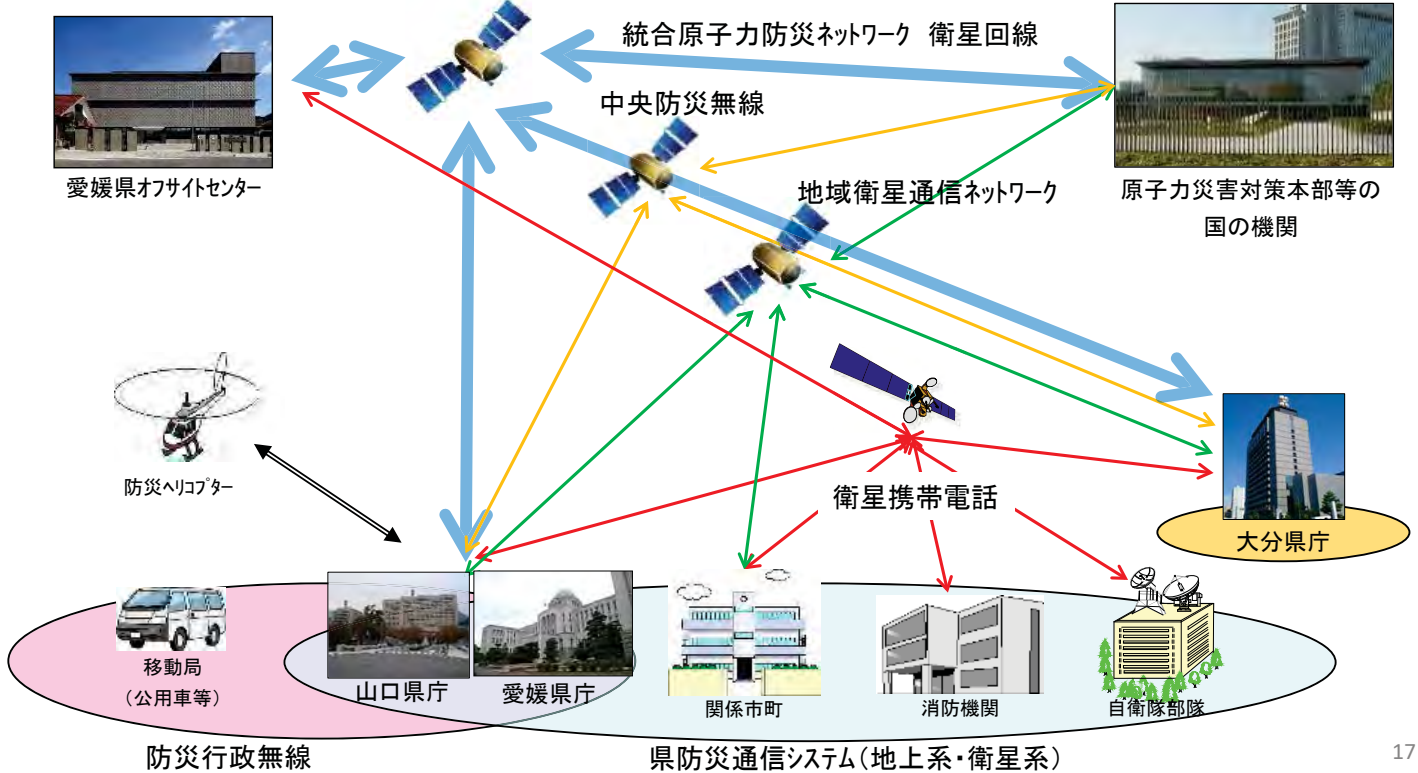 統合原子力防災ネットワーク　衛星回線
中央防災無線
愛媛県オフサイトセンター
地域衛星通信ネットワーク
原子力災害対策本部等の
国の機関
防災ヘリコプター
衛星携帯電話
大分県庁
移動局
（公用車等）
山口県庁
愛媛県庁
関係市町
消防機関
自衛隊部隊
防災行政無線
県防災通信システム（地上系・衛星系）
17